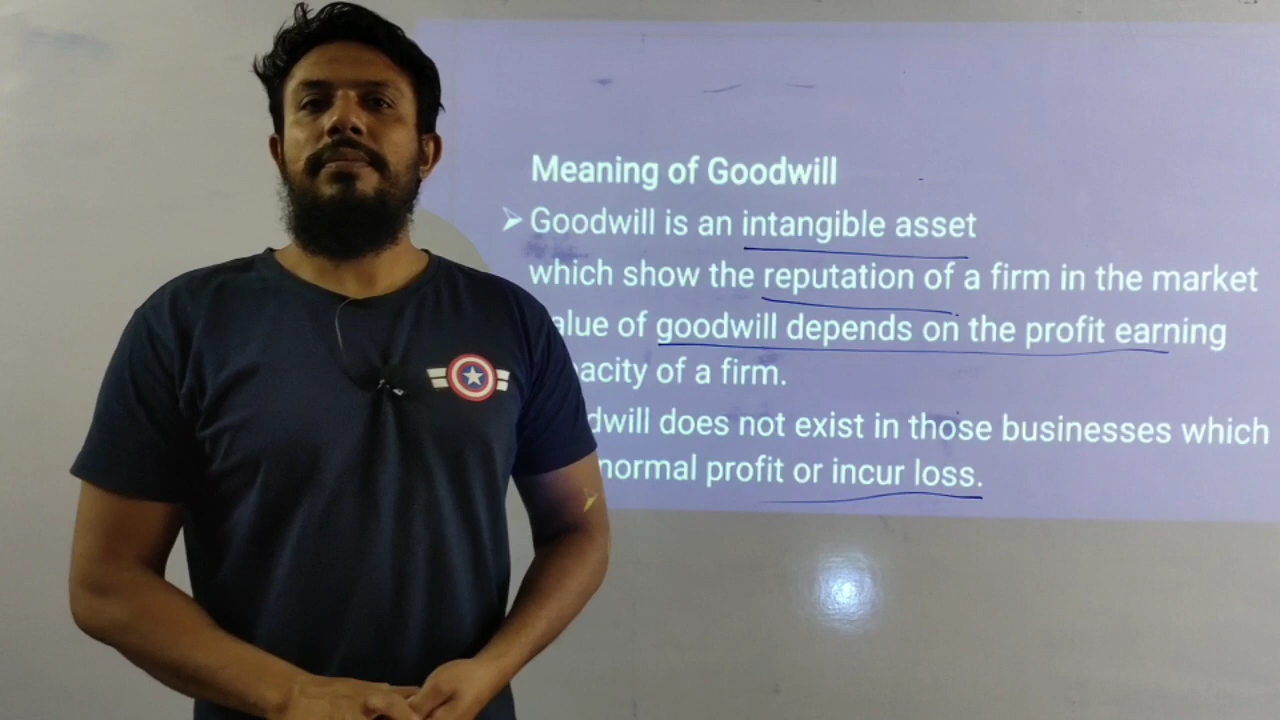 Meaning of Goodwill
➤ Goodwill is an intangible asset
which show the reputation of a firm in the market
of goodwill depends on the profit earning
of a firm.
does not exist in those businesses which
normal profit or incur loss.